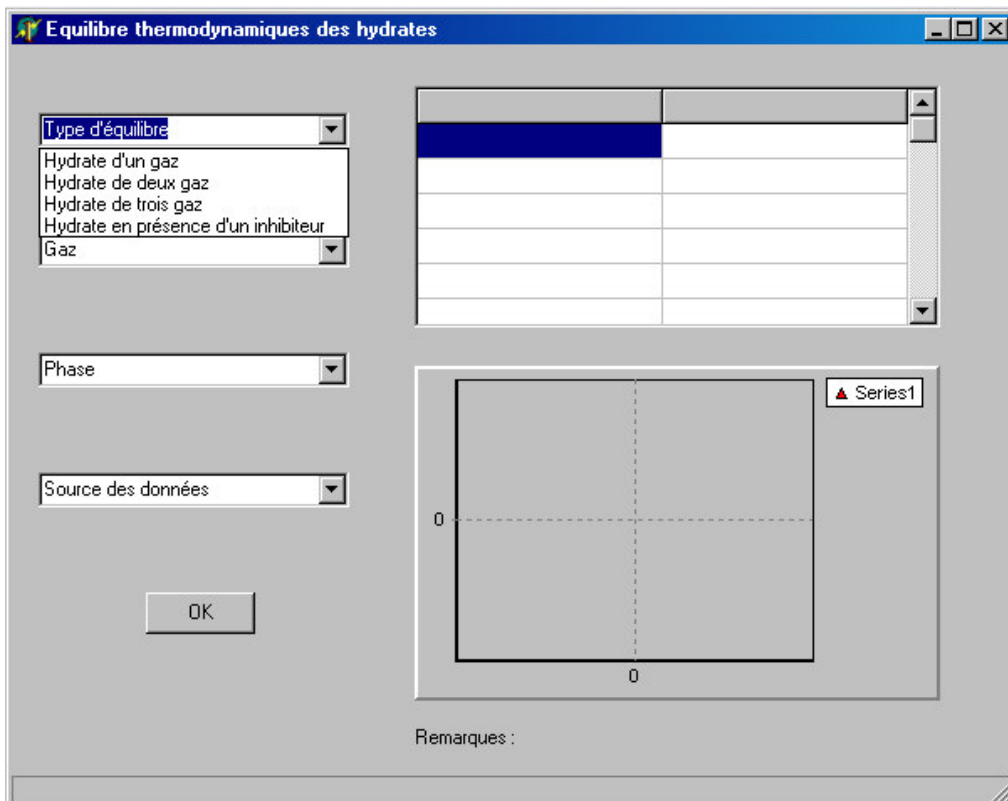 Equilibre thermodynamiques des hydrates
Type d'équilibre
Hydrate d'un gaz
Hydrate de deux gaz
Hydrate de trois gaz
Hydrate en présence d'un inhibiteur
Gaz
Phase
Source des données
OK
Series1
0
0
Remarques :